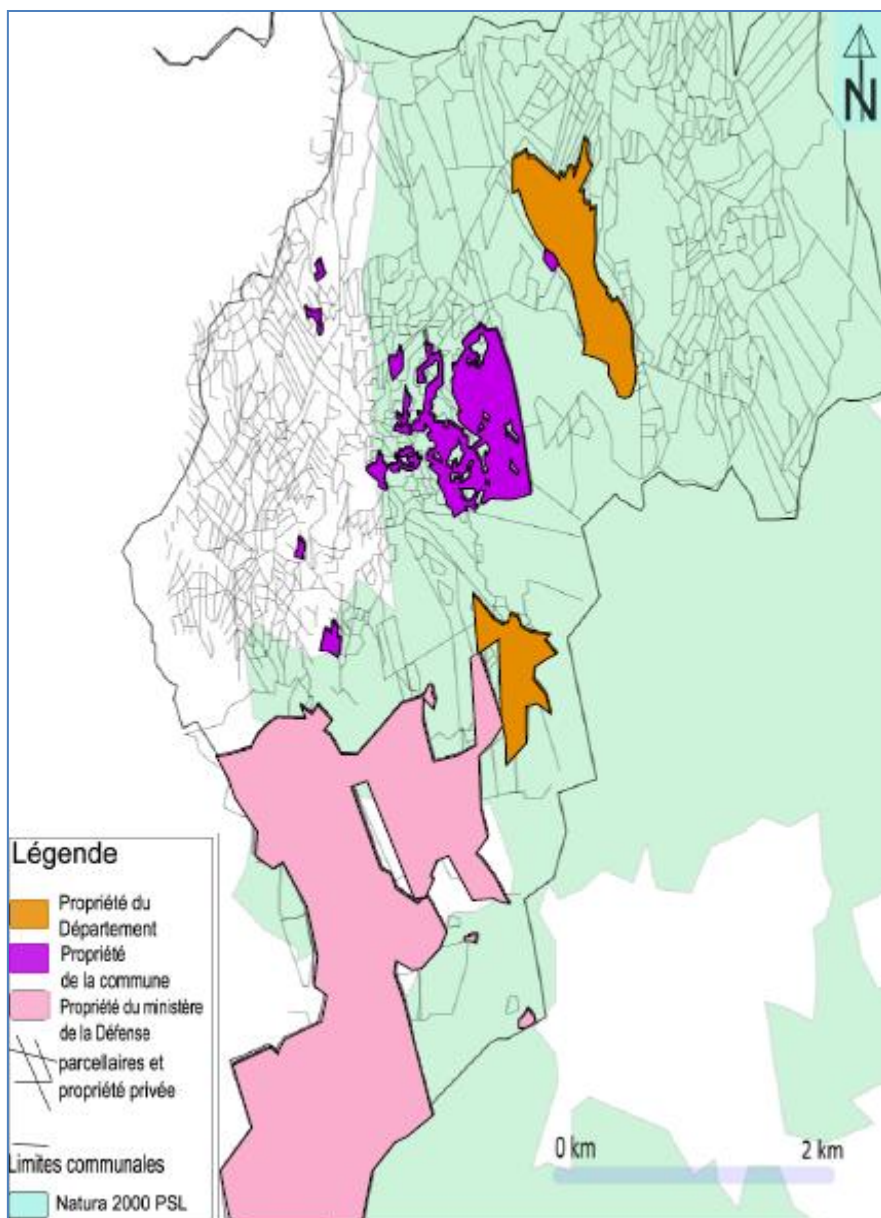 N
Légende
Propriété du
Département
Propriété
de la commune
Propriété du ministère
de la Défense
parcellaires et
propriété privée
Limites communales
Natura 2000 PSL
0 km 2 km